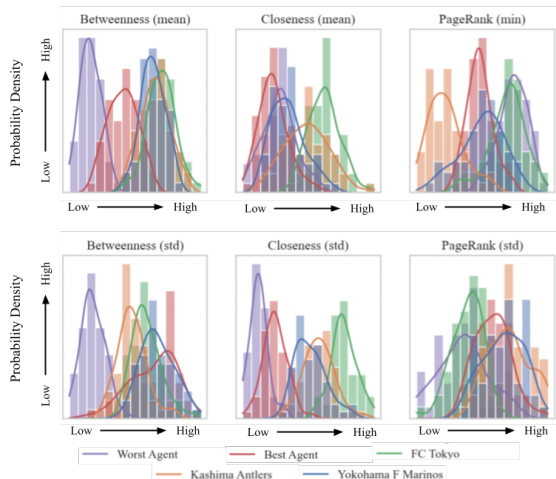 Betweenness (mean)
Closeness (mean)
PageRank (min)
Probability Density
High
Low
Low
High
Low
High
Low
High
Betweenness (std)
Closeness (std)
PageRank (std)
Probability Density
High
Low
Low
High
Low
High
Low
High
Worst Agent
Best Agent
FC Tokyo
Kashima Antlers
Yokohama F Marinos